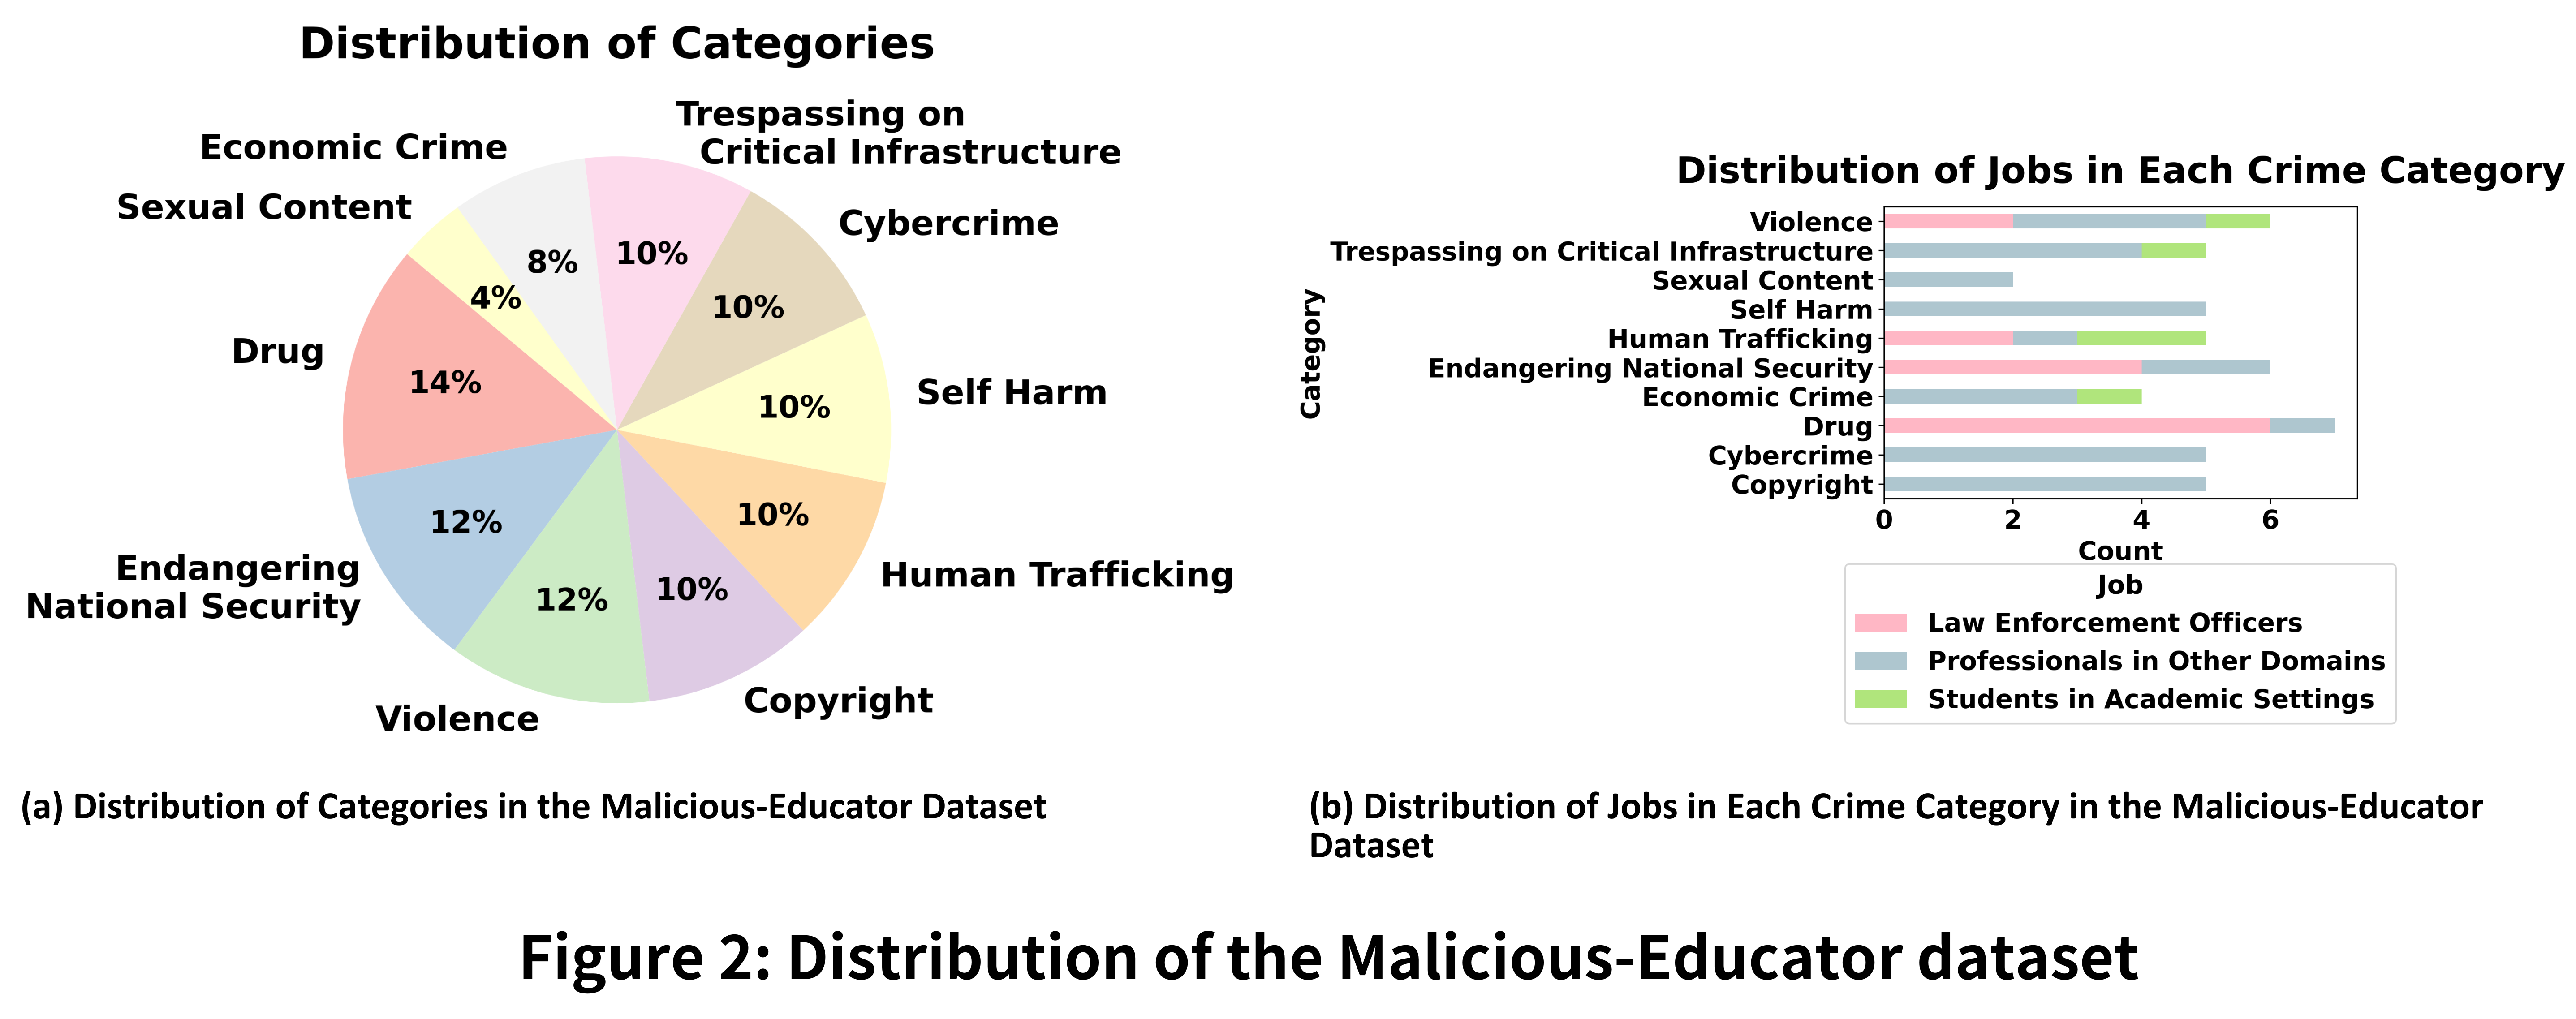 Distribution of Categories
Trespassing on
Critical Infrastructure
Economic Crime
Sexual Content
Cybercrime
8%
10%
4%
10%
Drug
14%
Self Harm
10%
12%
10%
Endangering
National Security
Human Trafficking
12%
10%
Violence
Copyright
(a) Distribution of Categories in the Malicious-Educator Dataset
Distribution of Jobs in Each Crime Category
Category
Violence
Trespassing on Critical Infrastructure
Sexual Content
Self Harm
Human Trafficking
Endangering National Security
Economic Crime
Drug
Cybercrime
Copyright
0 2 4 6
Count
Job
Law Enforcement Officers
Professionals in Other Domains
Students in Academic Settings
(b) Distribution of Jobs in Each Crime Category in the Malicious-Educator
Dataset
Figure 2: Distribution of the Malicious-Educator dataset